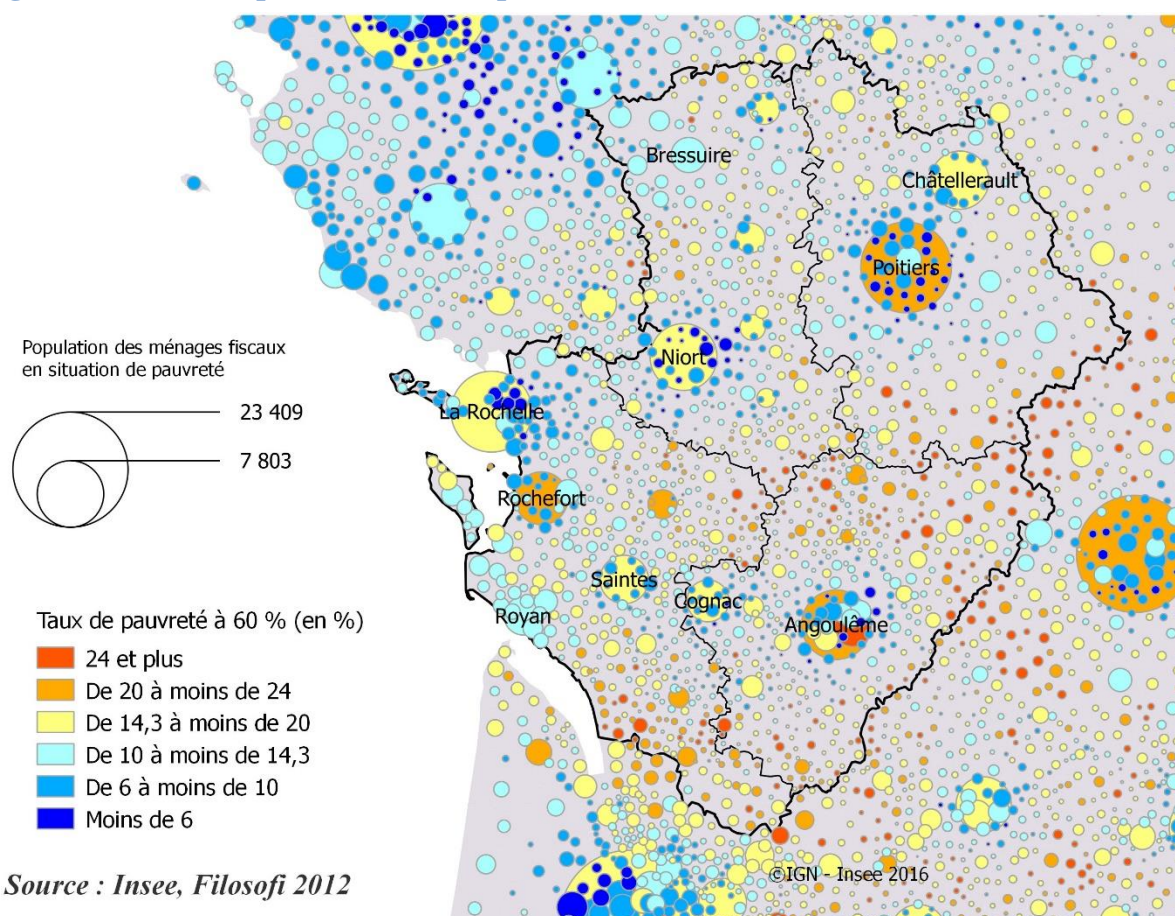 Bressuire
Châtellerault
Poitiers
Niort
La Rochelle
Rochefort
Saintes
Cognac
Royan
Angoulême
Population des ménages fiscaux
en situation de pauvreté
23 409
7 803
Taux de pauvreté à 60 % (en %)
24 et plus
De 20 à moins de 24
De 14,3 à moins de 20
De 10 à moins de 14,3
De 6 à moins de 10
Moins de 6
©IGN - Insee 2016
Source : Insee, Filosofi 2012